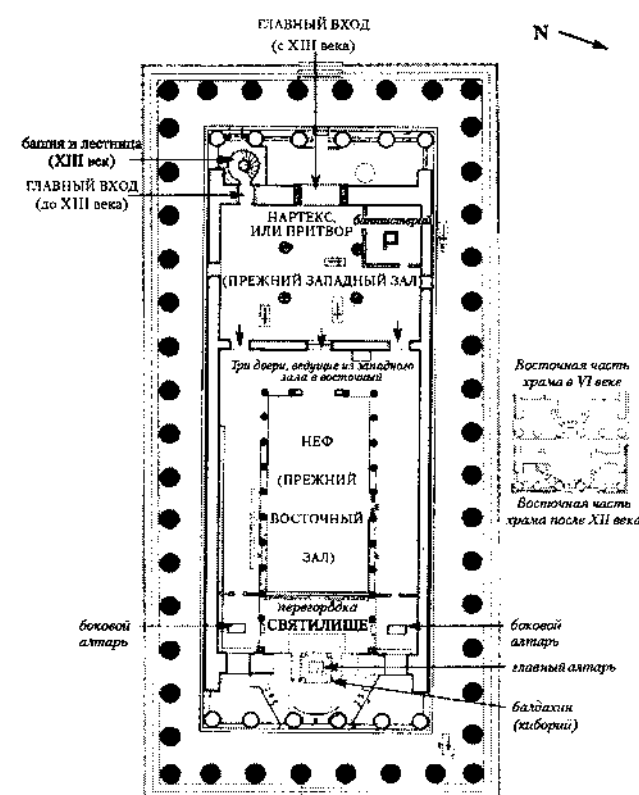 ГЛАВНЫЙ ВХОД
(с XIII века)
N
башня и лестница
(XIII век)
ГЛАВНЫЙ ВХОД
(до XIII века)
НАРТЕКС,
ИЛИ ПРИТВОР
баптистерий
(ПРЕЖНИЙ ЗАПАДНЫЙ ЗАЛ)
Три двери, ведущие из западного
зала в восточный
Восточная часть
храма в VI веке
НЕФ
(ПРЕЖНИЙ
ВОСТОЧНЫЙ
ЗАЛ)
Восточная часть
храма после XII века
перегородка
СВЯТИЛИЩЕ
боковой
алтарь
боковой
алтарь
главный алтарь
балдахин
(киборий)